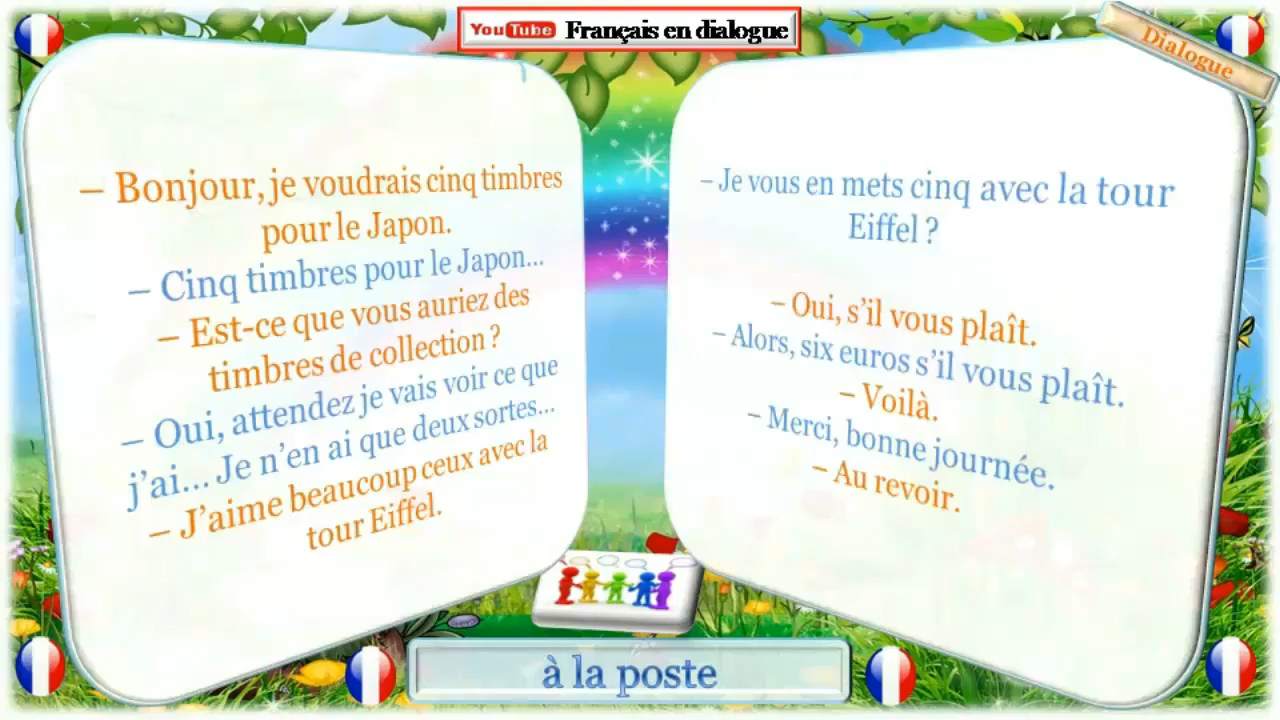 YouTube Français en dialogue
Dialogue
– Bonjour, je voudrais cinq timbres
pour le Japon.
– Cinq timbres pour le Japon...
– Est-ce que vous auriez des
timbres de collection ?
– Oui, attendez je vais voir ce que
j’ai... Je n’en ai que deux sortes...
– J’aime beaucoup ceux avec la
tour Eiffel.
– Je vous en mets cinq avec la tour
Eiffel ?
– Oui, s’il vous plaît.
– Alors, six euros s’il vous plaît.
– Voilà.
– Merci, bonne journée.
– Au revoir.
à la poste